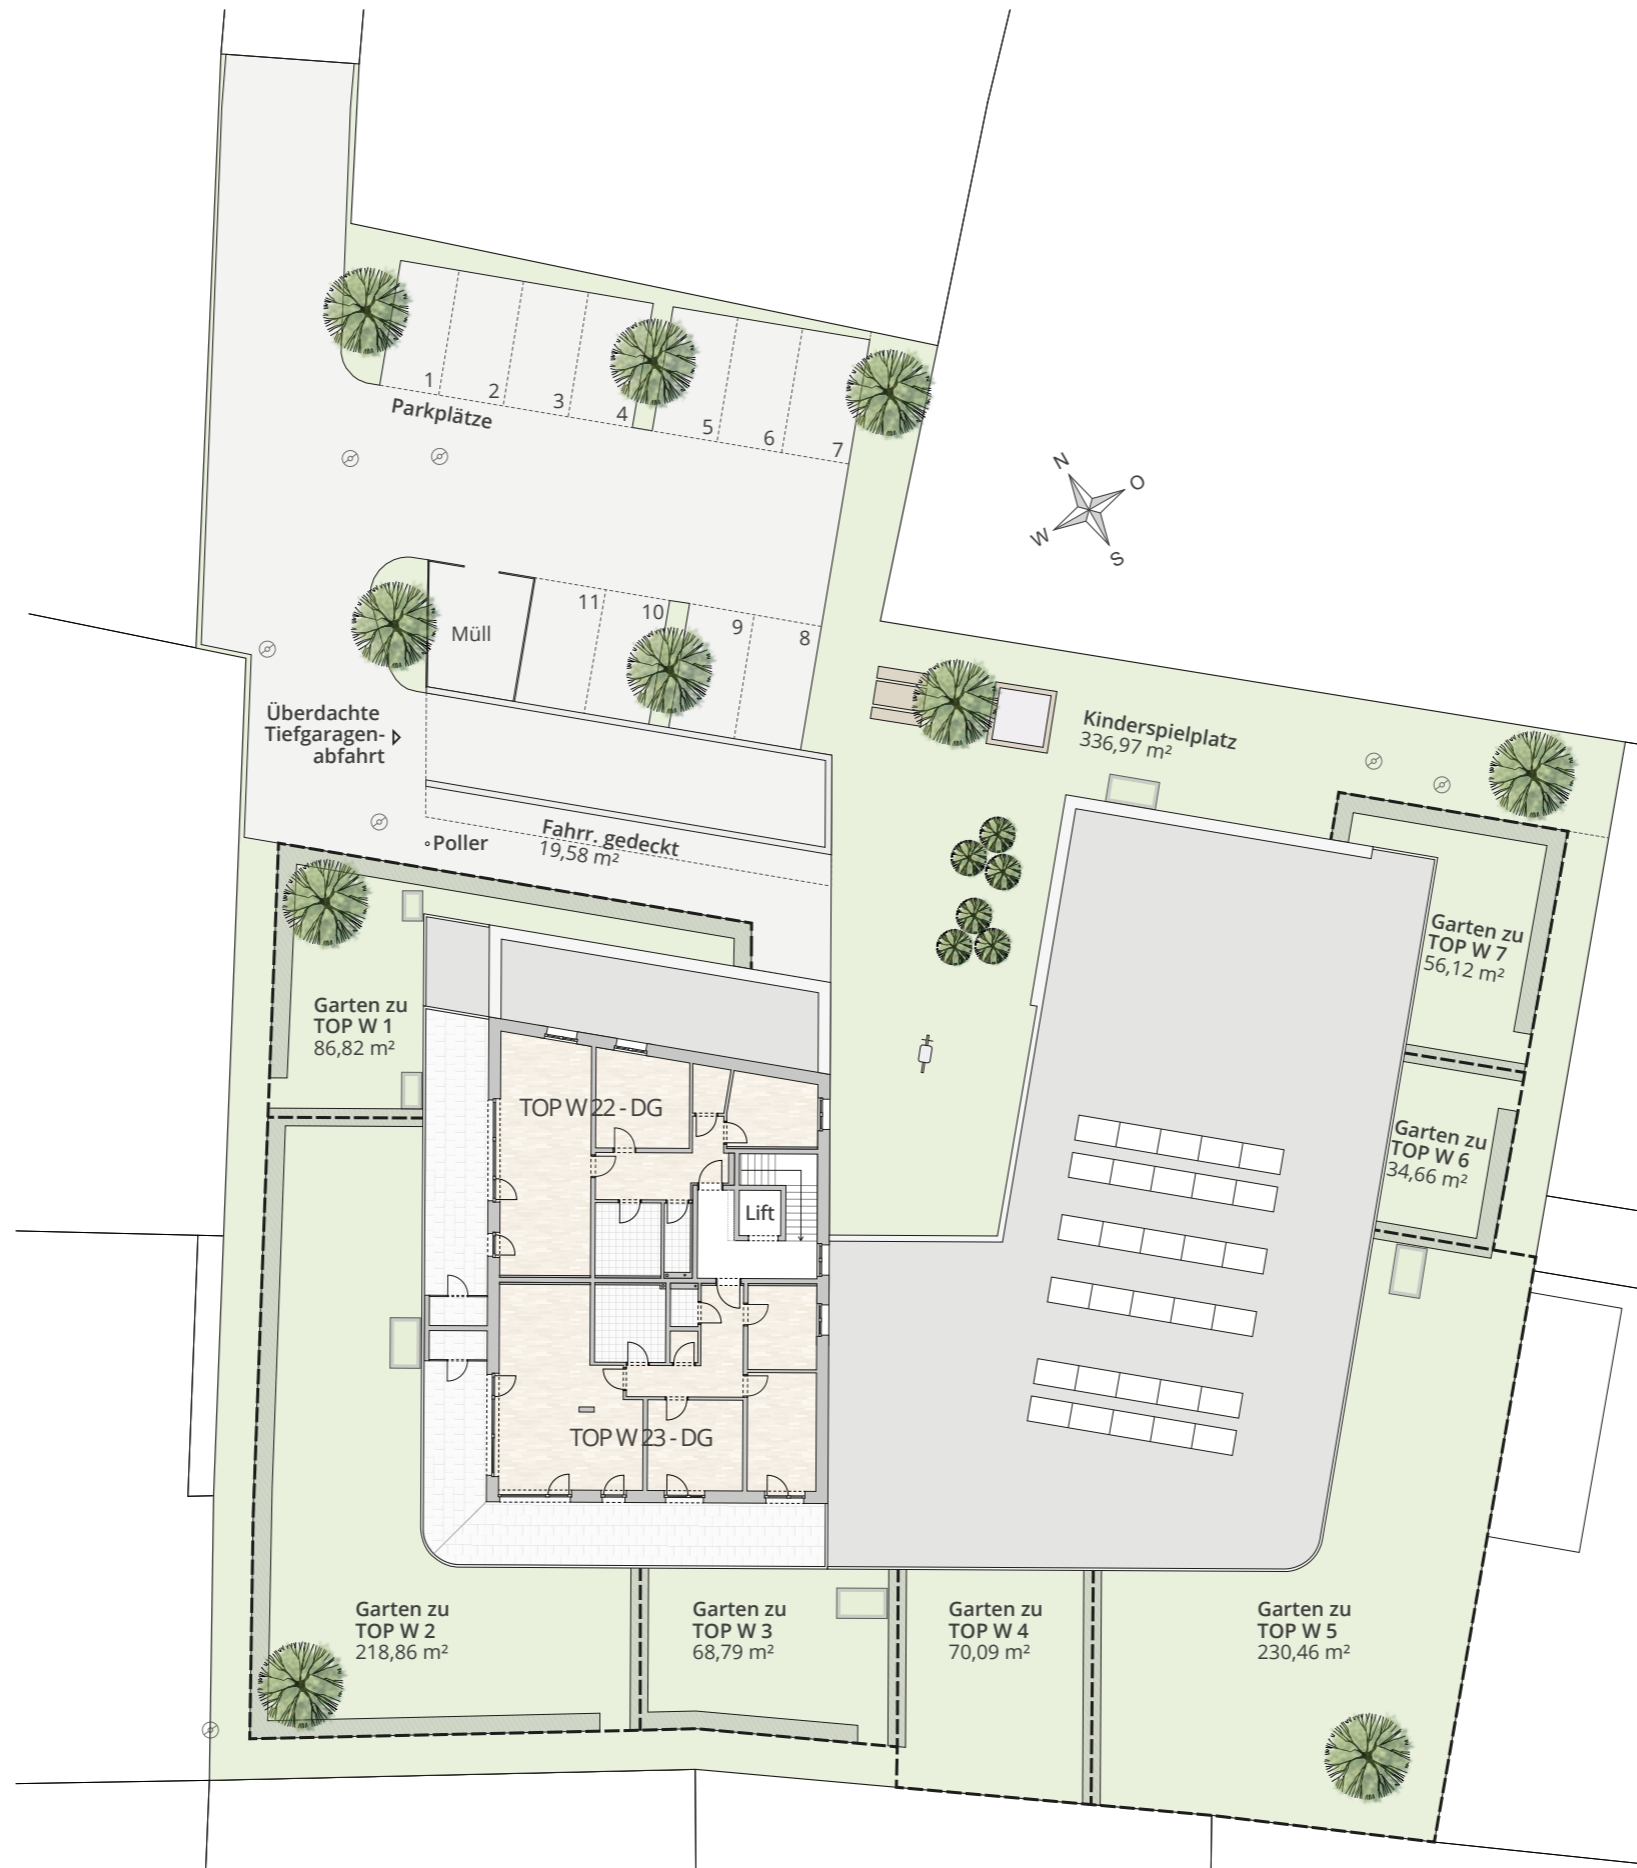 1
2
3
4
5
6
7
Parkplätze
N
O
W
S
11
10
9
8
Müll
Überdachte
Tiefgaragen-
abfahrt
Kinderspielplatz
336,97 m²
Fahrr. gedeckt
19,58 m²
Poller
Garten zu
TOP W 7
56,12 m²
Garten zu
TOP W 1
86,82 m²
TOP W 22 - DG
Garten zu
TOP W 6
34,66 m²
Lift
TOP W 23 - DG
Garten zu
TOP W 2
218,86 m²
Garten zu
TOP W 3
68,79 m²
Garten zu
TOP W 4
70,09 m²
Garten zu
TOP W 5
230,46 m²